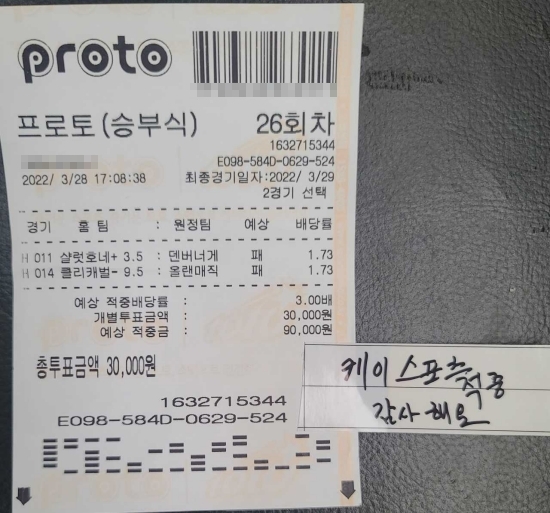 proto
프로토(승부식) 26회차
1632715344
E098-584D-0629-524
2022/ 3/28 17:08:38 최종경기일자:2022/ 3/29
2경기 선택
경기 홈 팀 : 원정팀 예상 배당률
H 011 샬럿호네+ 3.5 : 덴버너게 패 1.73
H 014 클리캐벌- 9.5 : 올랜매직 패 1.73
예상 적중배당률 : 3.00배
개별투표금액 : 30,000원
예상 적중금 : 90,000원
총투표금액 30,000원
1632715344
E098-584D-0629-524
케이스포츠 적중
감사해요